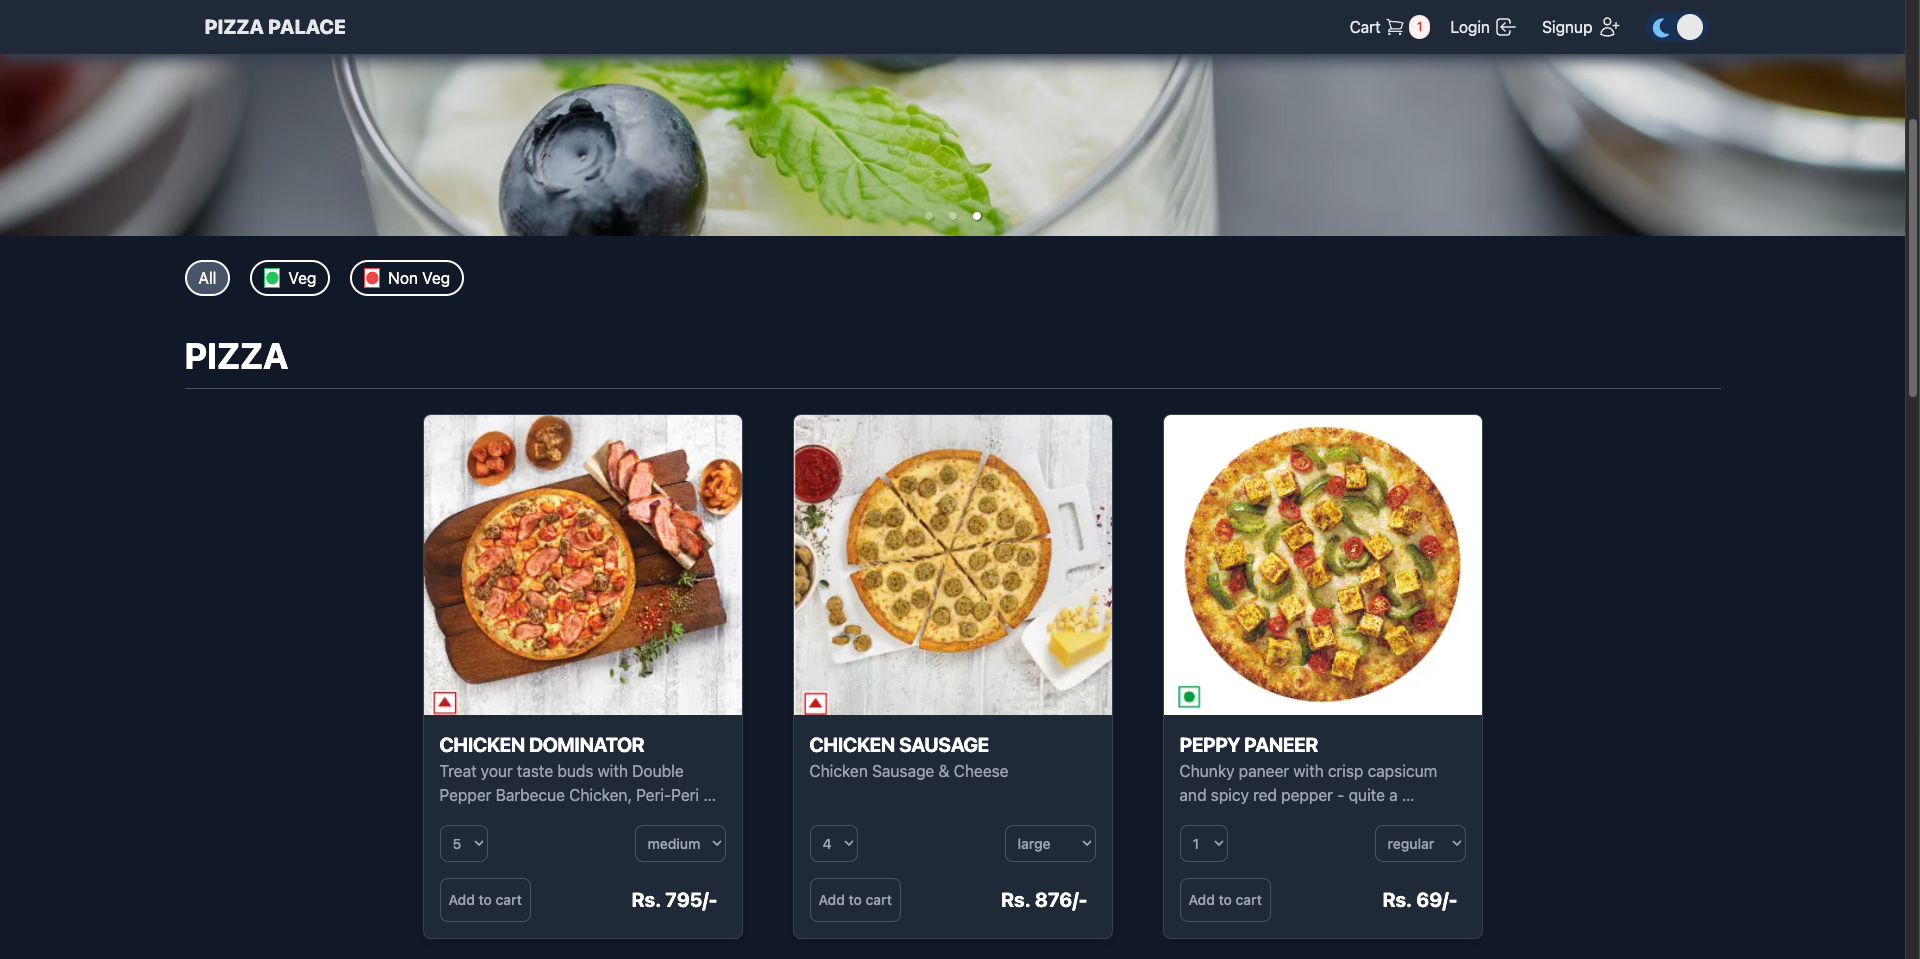 PIZZA PALACE
Cart 1 Login Signup
All Veg Non Veg
PIZZA
CHICKEN DOMINATOR
Treat your taste buds with Double
Pepper Barbecue Chicken, Peri-Peri ...
5 medium
Add to cart Rs. 795/-
CHICKEN SAUSAGE
Chicken Sausage & Cheese
4 large
Add to cart Rs. 876/-
PEPPY PANEER
Chunky paneer with crisp capsicum
and spicy red pepper - quite a ...
1 regular
Add to cart Rs. 69/-